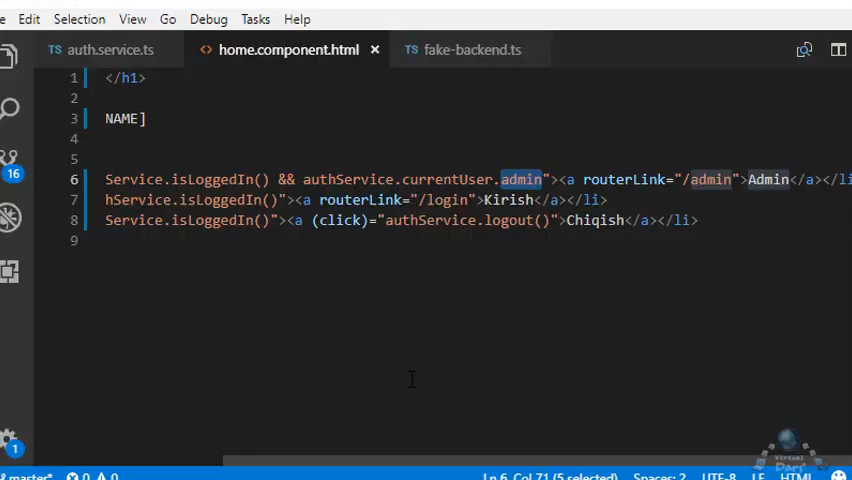 Edit Selection View Go Debug Tasks Help
TS auth.service.ts <> home.component.html × TS fake-backend.ts
1 </h1>
2
3 NAME]
4
5
6 Service.isLoggedIn() && authService.currentUser.admin"><a routerLink="/admin">Admin</a></li
7 hService.isLoggedIn()"><a routerLink="/login">Kirish</a></li>
8 Service.isLoggedIn()"><a (click)="authService.logout()">Chiqish</a></li>
9
16
1
master* 0 0 Ln 6, Col 71 (5 selected) Spaces: 2 UTF-8 LF HTML
Virtual
Dars